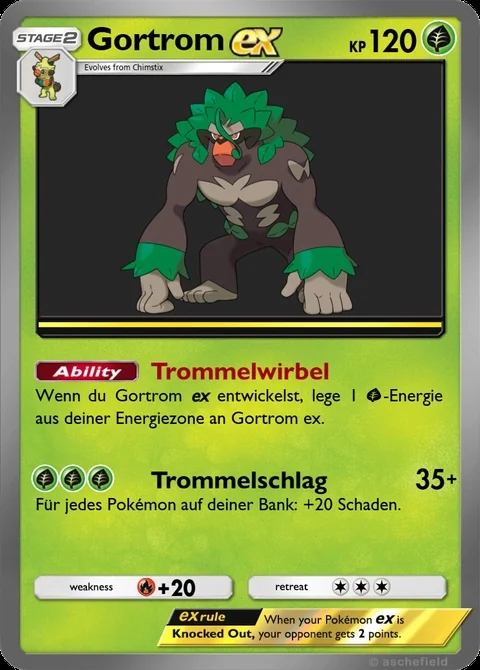 STAGE2 Gortrom ex KP 120
Evolves from Chimstix
Ability Trommelwirbel
Wenn du Gortrom ex entwickelst, lege 1 -Energie
aus deiner Energiezone an Gortrom ex.
Trommelschlag 35+
Für jedes Pokémon auf deiner Bank: +20 Schaden.
weakness +20 retreat
ex rule When your Pokémon ex is
Knocked Out, your opponent gets 2 points.
© aschefield